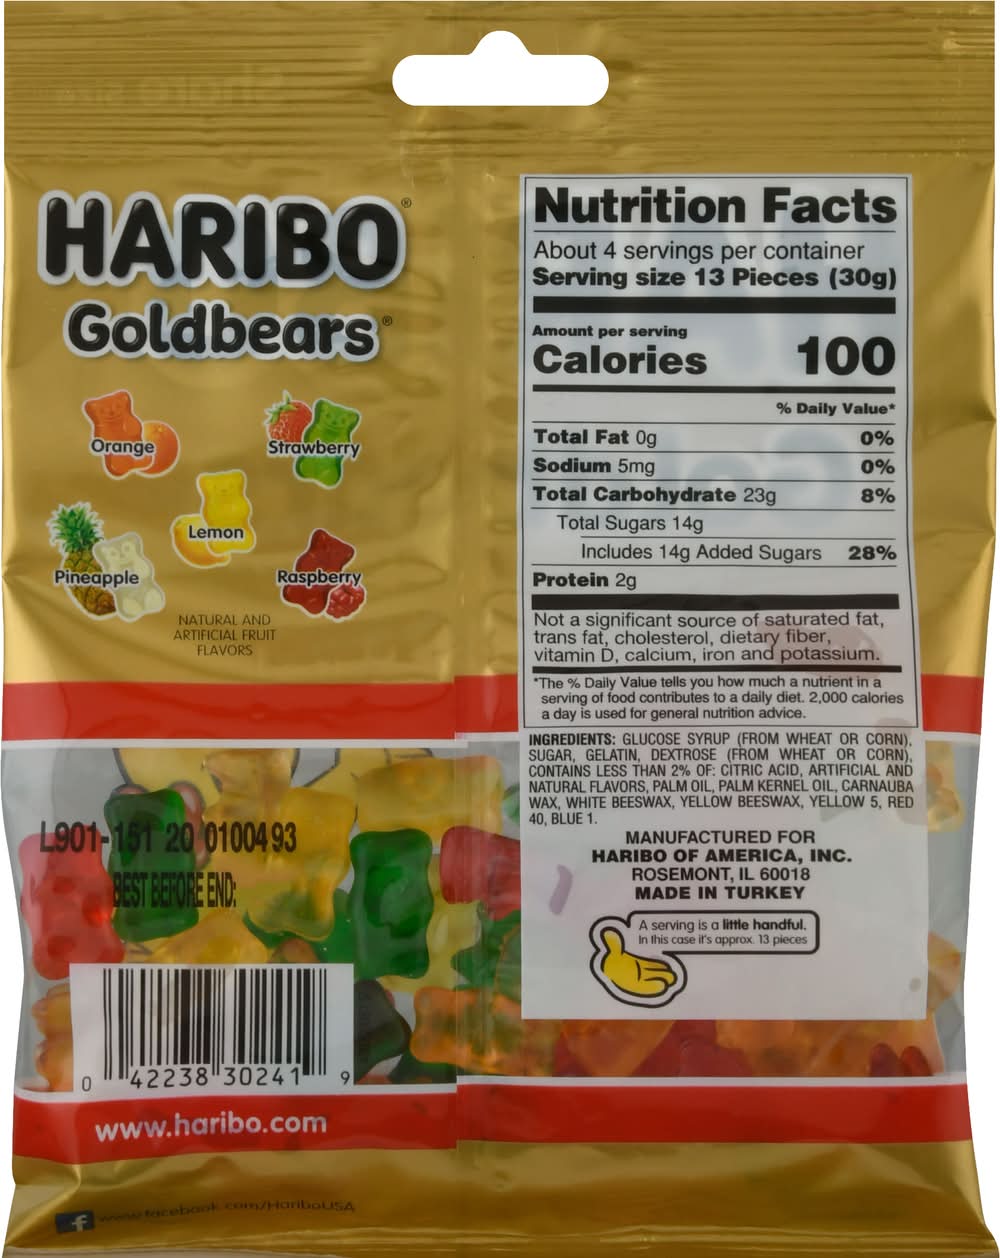 HARIBO®
Goldbears®
Orange
Strawberry
Lemon
Pineapple
Raspberry
NATURAL AND
ARTIFICIAL FRUIT
FLAVORS
L901-151 20 0100493
BEST BEFORE END:
0 42238 30241 9
www.haribo.com
www.facebook.com/HariboUSA
Nutrition Facts
About 4 servings per container
Serving size 13 Pieces (30g)
Amount per serving
Calories 100
% Daily Value*
Total Fat 0g 0%
Sodium 5mg 0%
Total Carbohydrate 23g 8%
Total Sugars 14g
Includes 14g Added Sugars 28%
Protein 2g
Not a significant source of saturated fat,
trans fat, cholesterol, dietary fiber,
vitamin D, calcium, iron and potassium.
*The % Daily Value tells you how much a nutrient in a
serving of food contributes to a daily diet. 2,000 calories
a day is used for general nutrition advice.
INGREDIENTS: GLUCOSE SYRUP (FROM WHEAT OR CORN),
SUGAR, GELATIN, DEXTROSE (FROM WHEAT OR CORN),
CONTAINS LESS THAN 2% OF: CITRIC ACID, ARTIFICIAL AND
NATURAL FLAVORS, PALM OIL, PALM KERNEL OIL, CARNAUBA
WAX, WHITE BEESWAX, YELLOW BEESWAX, YELLOW 5, RED
40, BLUE 1.
MANUFACTURED FOR
HARIBO OF AMERICA, INC.
ROSEMONT, IL 60018
MADE IN TURKEY
A serving is a little handful.
In this case it's approx. 13 pieces